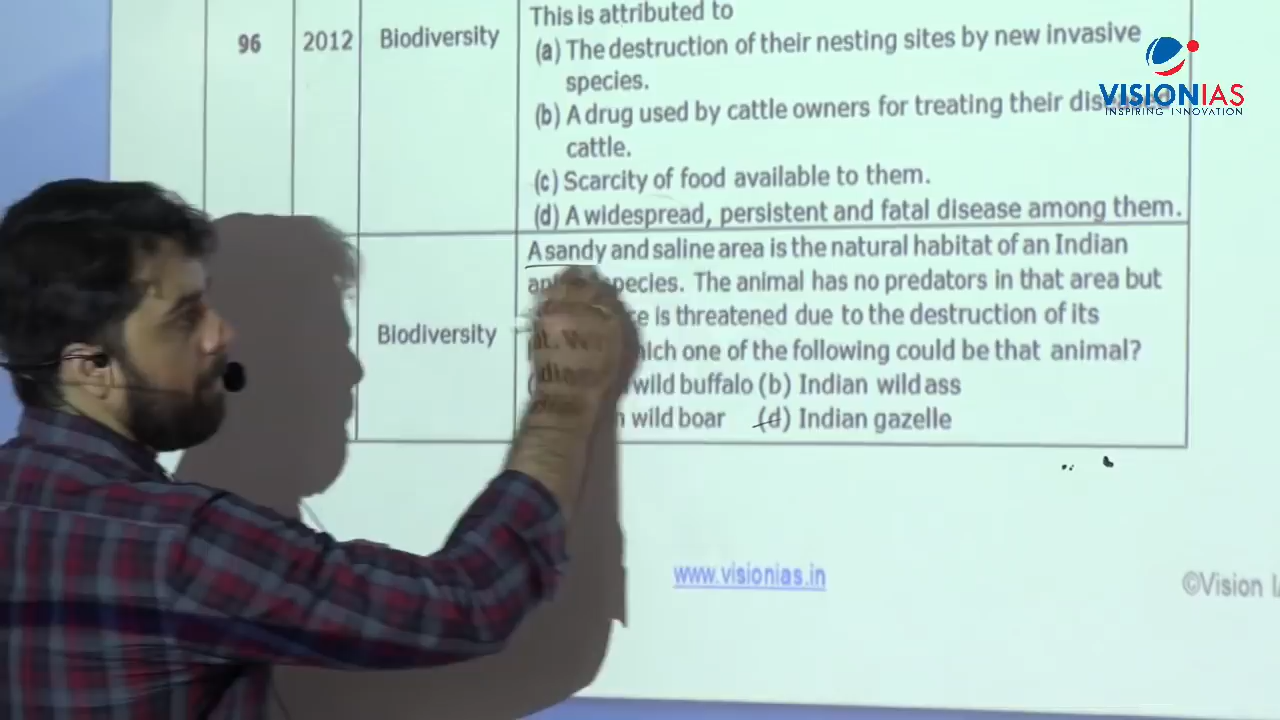 This is attributed to
96 2012 Biodiversity
(a) The destruction of their nesting sites by new invasive
species.
(b) A drug used by cattle owners for treating their
cattle.
(c) Scarcity of food available to them.
(d) A widespread, persistent and fatal disease among them.
VISIONIAS
INSPIRING INNOVATION
Biodiversity
A sandy and saline area is the natural habitat of an Indian
The animal has no predators in that area but
is threatened due to the destruction of its
one of the following could be that animal?
wild buffalo (b) Indian wild ass
wild boar (d) Indian gazelle
www.visionias.in
©Vision